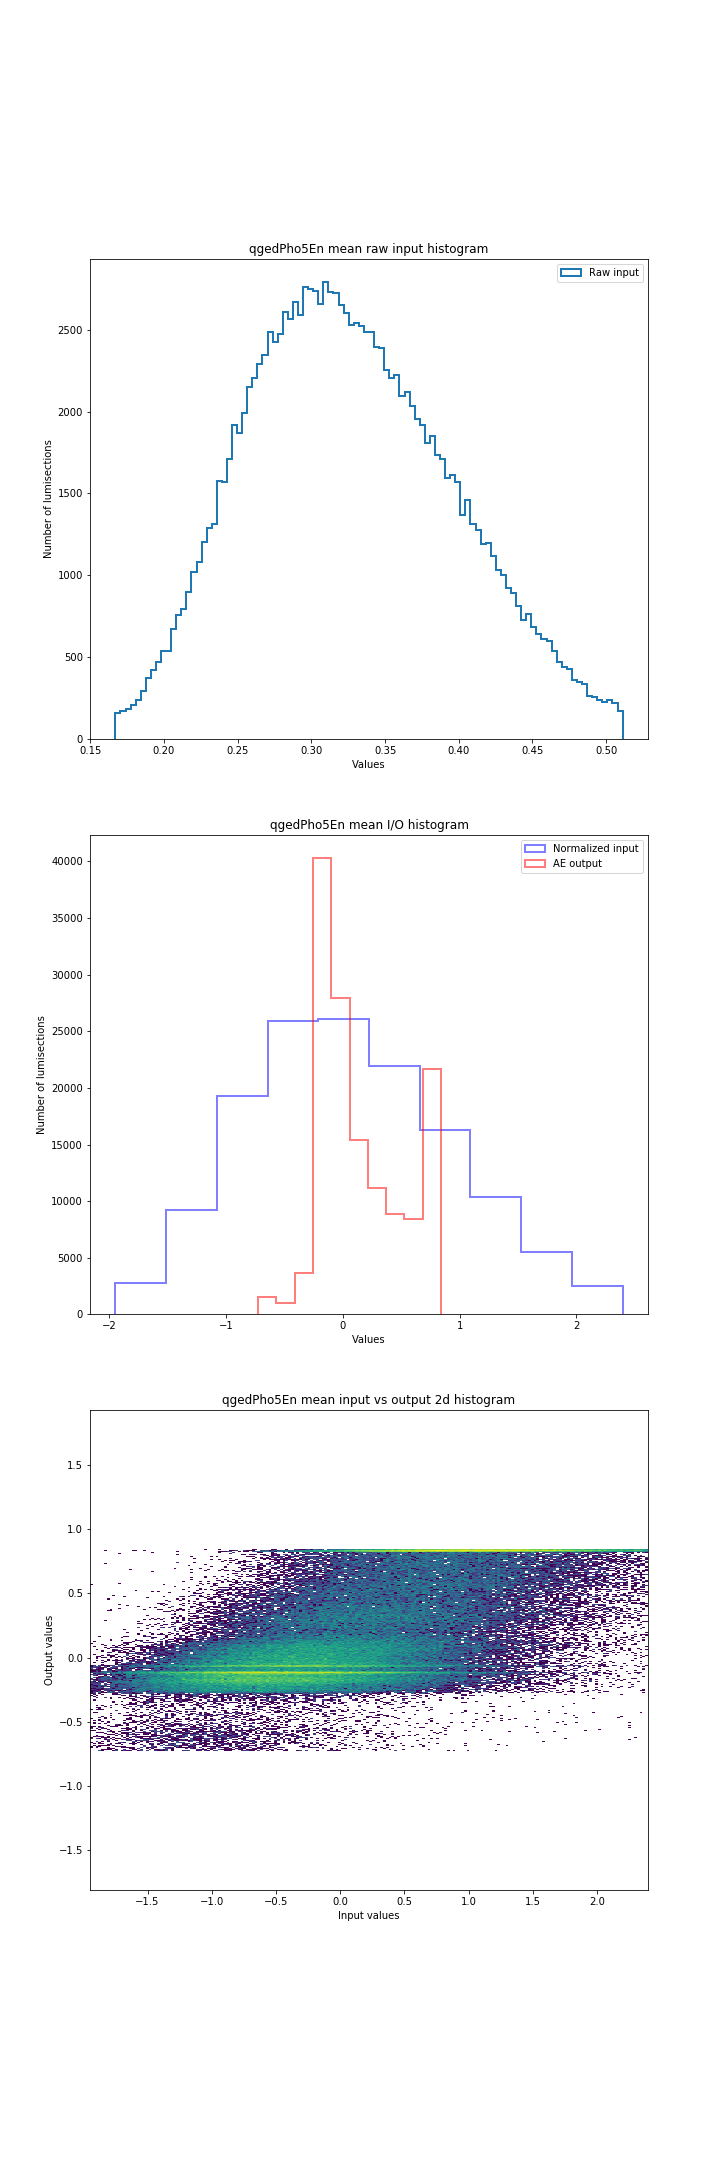 qgedPho5En mean raw input histogram
Raw input
Number of lumisections
2500
2000
1500
1000
500
0
0.15 0.20 0.25 0.30 0.35 0.40 0.45 0.50
Values
qgedPho5En mean I/O histogram
Normalized input
AE output
Number of lumisections
40000
35000
30000
25000
20000
15000
10000
5000
0
−2 −1 0 1 2
Values
qgedPho5En mean input vs output 2d histogram
Output values
1.5
1.0
0.5
0.0
−0.5
−1.0
−1.5
−1.5 −1.0 −0.5 0.0 0.5 1.0 1.5 2.0
Input values